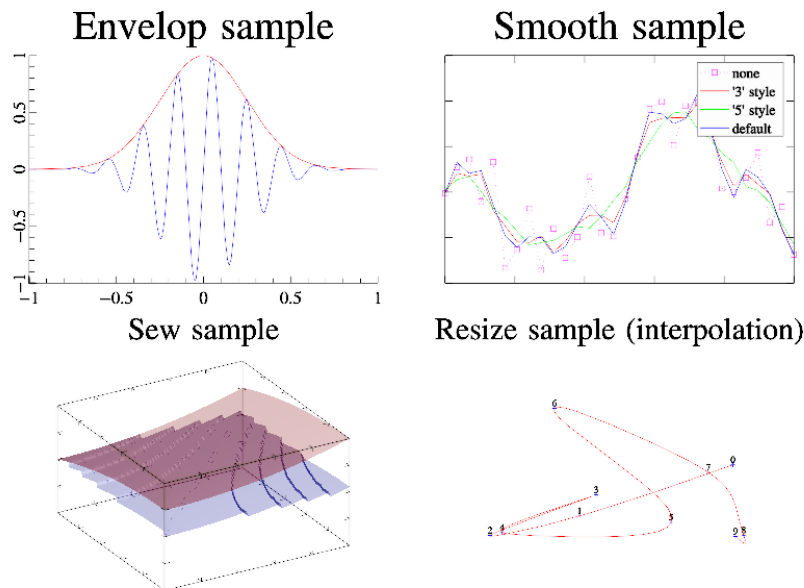 Envelop sample
Smooth sample
1
0.5
0
−0.5
−1
−1 −0.5 0 0.5 1
none
'3' style
'5' style
default
Sew sample
Resize sample (interpolation)
6
0
7
3
1
5
4
2
9 8